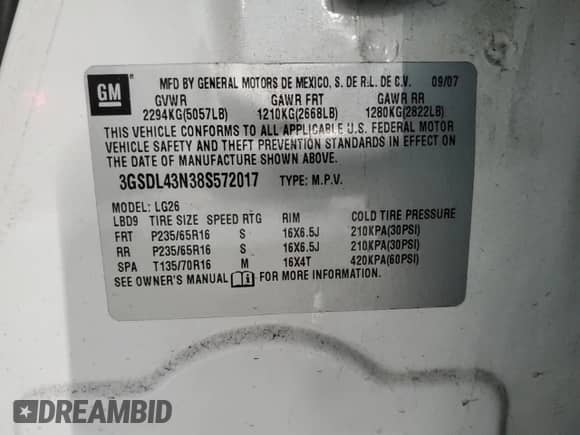 GM
MFD BY GENERAL MOTORS DE MEXICO, S. DE R.L. DE C.V. 09/07
GVWR GAWR FRT GAWR RR
2294KG(5057LB) 1210KG(2668LB) 1280KG(2822LB)
THIS VEHICLE CONFORMS TO ALL APPLICABLE U.S. FEDERAL MOTOR
VEHICLE SAFETY AND THEFT PREVENTION STANDARDS IN EFFECT ON
THE DATE OF MANUFACTURE SHOWN ABOVE.
3GSDL43N38S572017 TYPE: M.P.V.
MODEL: LG26
LBD9 TIRE SIZE SPEED RTG RIM COLD TIRE PRESSURE
FRT P235/65R16 S 16X6.5J 210KPA(30PSI)
RR P235/65R16 S 16X6.5J 210KPA(30PSI)
SPA T135/70R16 M 16X4T 420KPA(60PSI)
SEE OWNER'S MANUAL FOR MORE INFORMATION.
DREAMBID